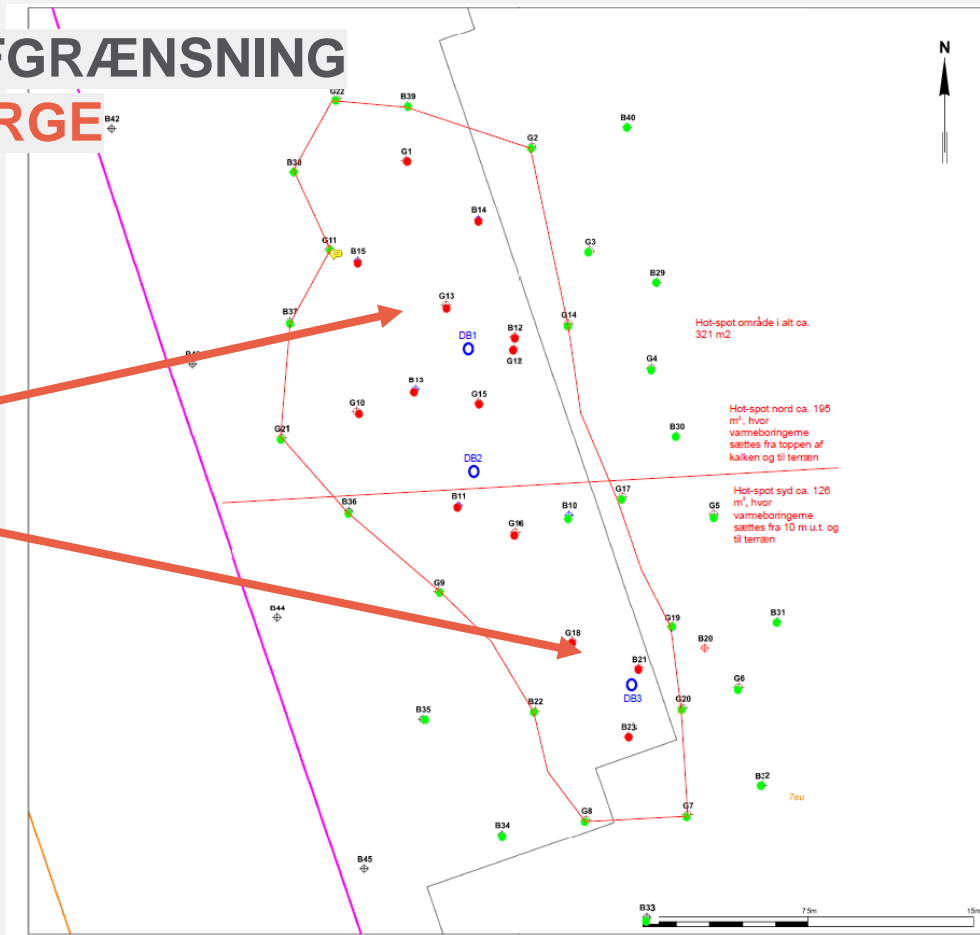 FGRÆNSNING
RGE
N
B42
G22
B39
B40
G2
G1
B38
B14
G11
B15
G3
B29
G13
B37
G14
Hot-spot område i alt ca.
321 m2
DB1
B12
G12
G4
B13
G10
G15
Hot-spot nord ca. 195
m², hvor
varmeboringerne
sættes fra toppen af
kalken og til terræn
B30
G21
DB2
Hot-spot syd ca. 126
m², hvor
varmeboringerne
sættes fra 10 m u.t. og
til terræn
G17
B11
B36
B10
G5
G16
G9
B44
G18
G19
B31
B20
B21
G6
DB3
B22
G20
B35
B23
B32
7eu
G8
G7
B34
B45
B33
15m